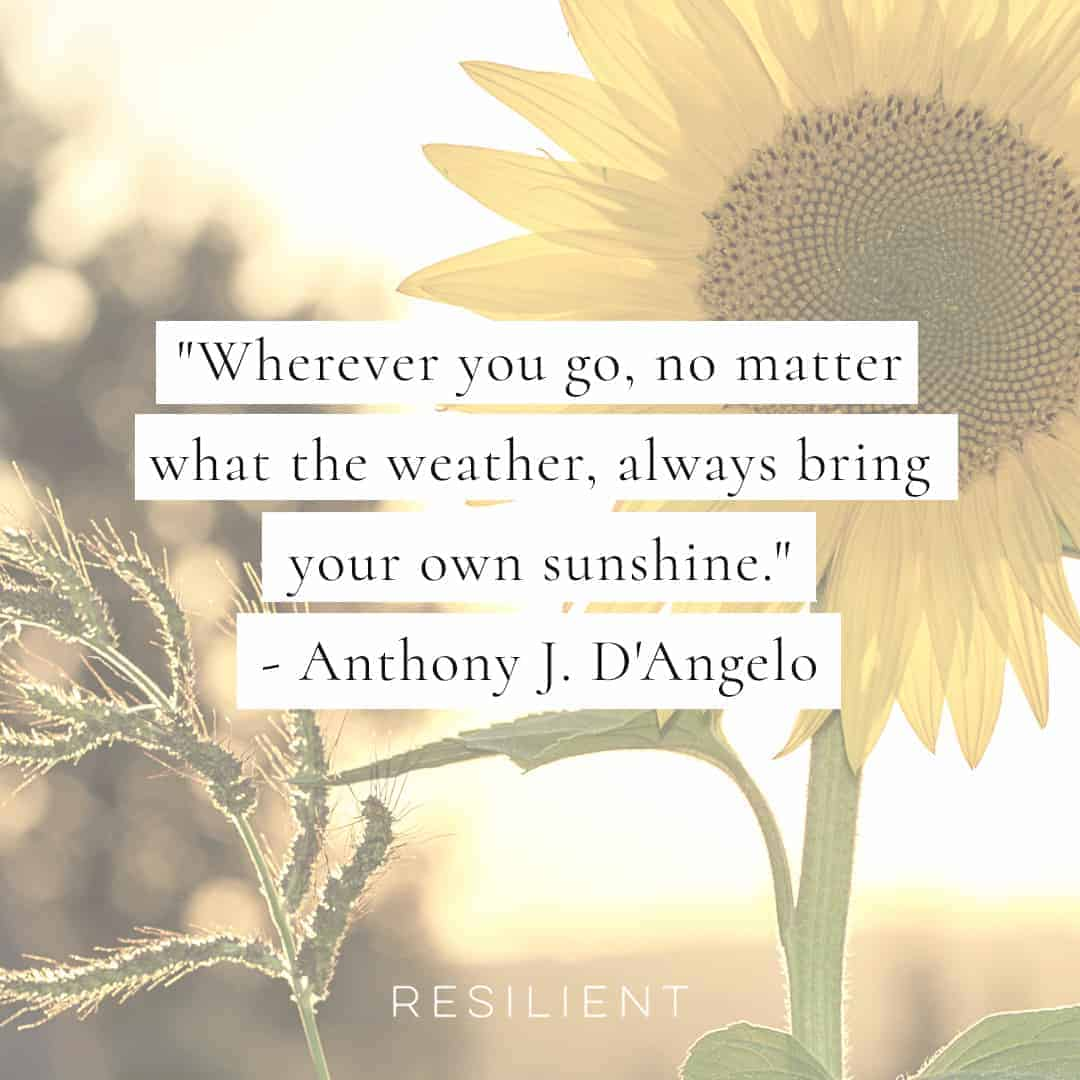 "Wherever you go, no matter
what the weather, always bring
your own sunshine."
- Anthony J. D'Angelo
RESILIENT